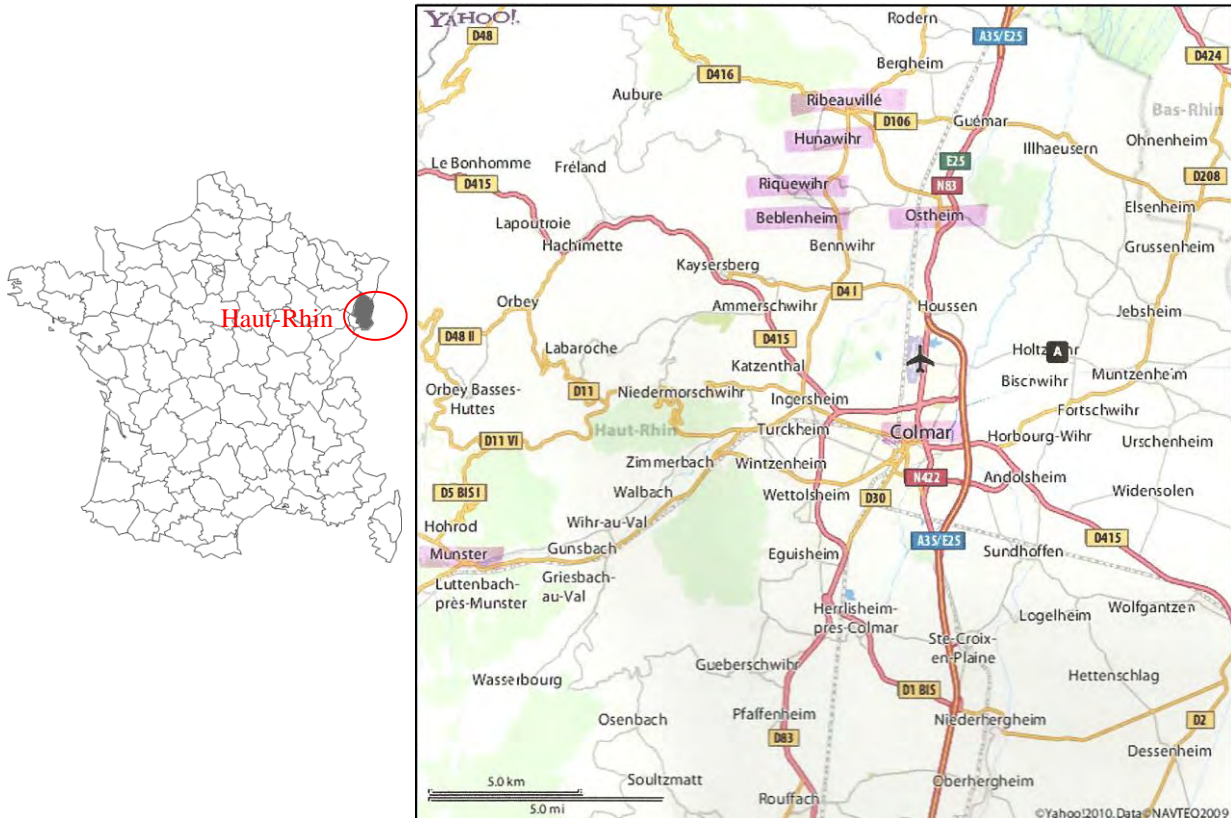 YAHOO!
Rodern
D48
A35/E25
D424
Bergheim
D416
Aubure
Ribeauvillé
Bas-Rhin
D106
Guémar
Hunawihr
Ohnenheim
Illhaeusern
Le Bonhomme
Fréland
E25
D415
Riquewihr
N83
D208
Elsenheim
Lapoutroie
Beblenheim
Ostheim
Hachimette
Bennwihr
Grussenheim
Kaysersberg
D4 I
Orbey
Ammerschwihr
Houssen
Jebsheim
Haut-Rhin
D48 II
D415
Labaroche
Katzenthal
A
Muntzenheim
Bischwihr
Orbey Basses-
Huttes
D11
Niedermorschwihr
Ingersheim
Fortschwihr
Haut-Rhin
Turckheim
Colmar
Horbourg-Wihr
Urschenheim
D11 VI
Zimmerbach
Wintzenheim
N422
Andolsheim
D5 BIS I
Walbach
Wettolsheim
D30
Widensolen
Hohrod
Wihr-au-Val
A35/E25
D415
Munster
Gunsbach
Eguisheim
Sundhoffen
Luttenbach-
près-Munster
Griesbach-
au-Val
Herrlisheim-
près-Colmar
Logelheim
Wolfgantzen
Ste-Croix-
en-Plaine
Gueberschwihr
Wasserbourg
Hettenschlag
D1 BIS
Osenbach
Pfaffenheim
Niederhergheim
D2
D83
Dessenheim
Soultzmatt
Oberhergheim
5.0 km
Rouffach
5.0 mi
©Yahoo!2010, Data ©NAVTEQ2009